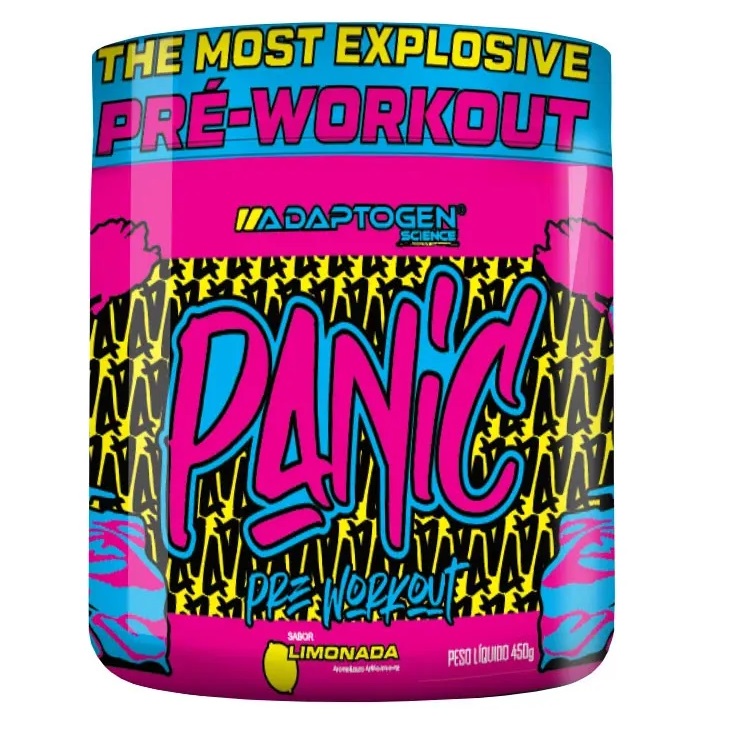 THE MOST EXPLOSIVE
PRÉ-WORKOUT
ADAPTOGEN®
SCIENCE
PANIC
PRE WORKOUT
SABOR
LIMONADA
PESO LÍQUIDO 450g